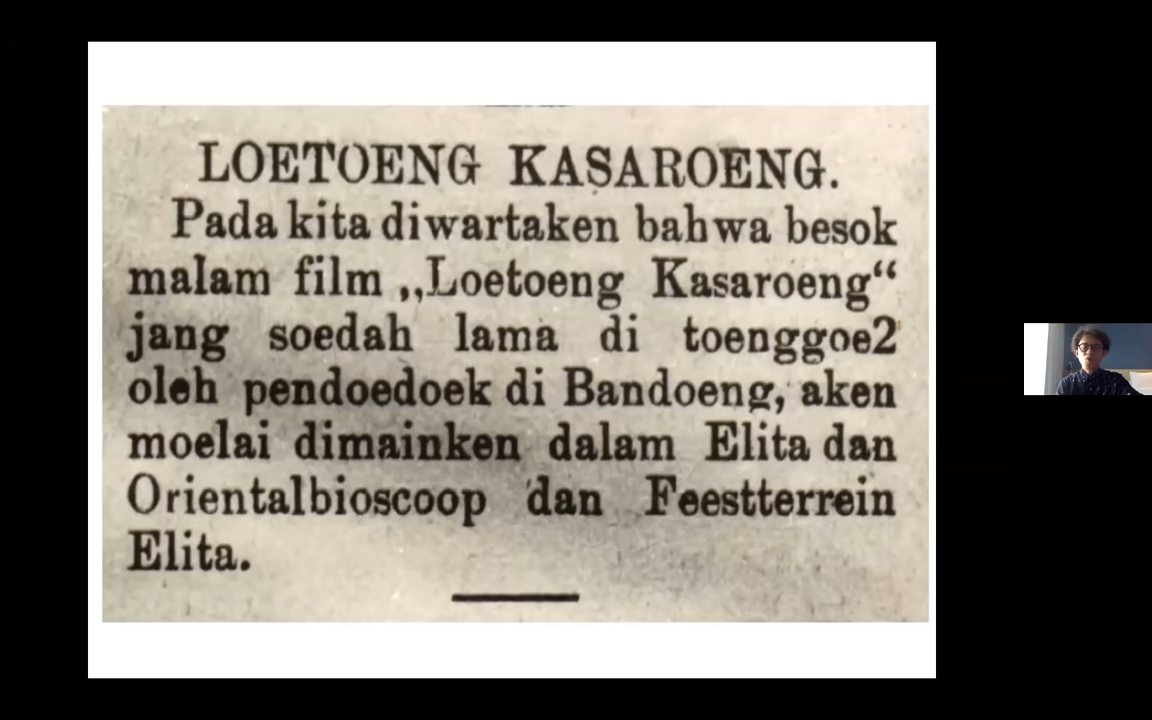 LOETOENG KASAROENG.
Pada kita diwartaken bahwa besok
malam film „Loetoeng Kasaroeng“
jang soedah lama di toenggoe2
oleh pendoedoek di Bandoeng, aken
moelai dimainken dalam Elita dan
Orientalbioscoop dan Feestterrein
Elita.